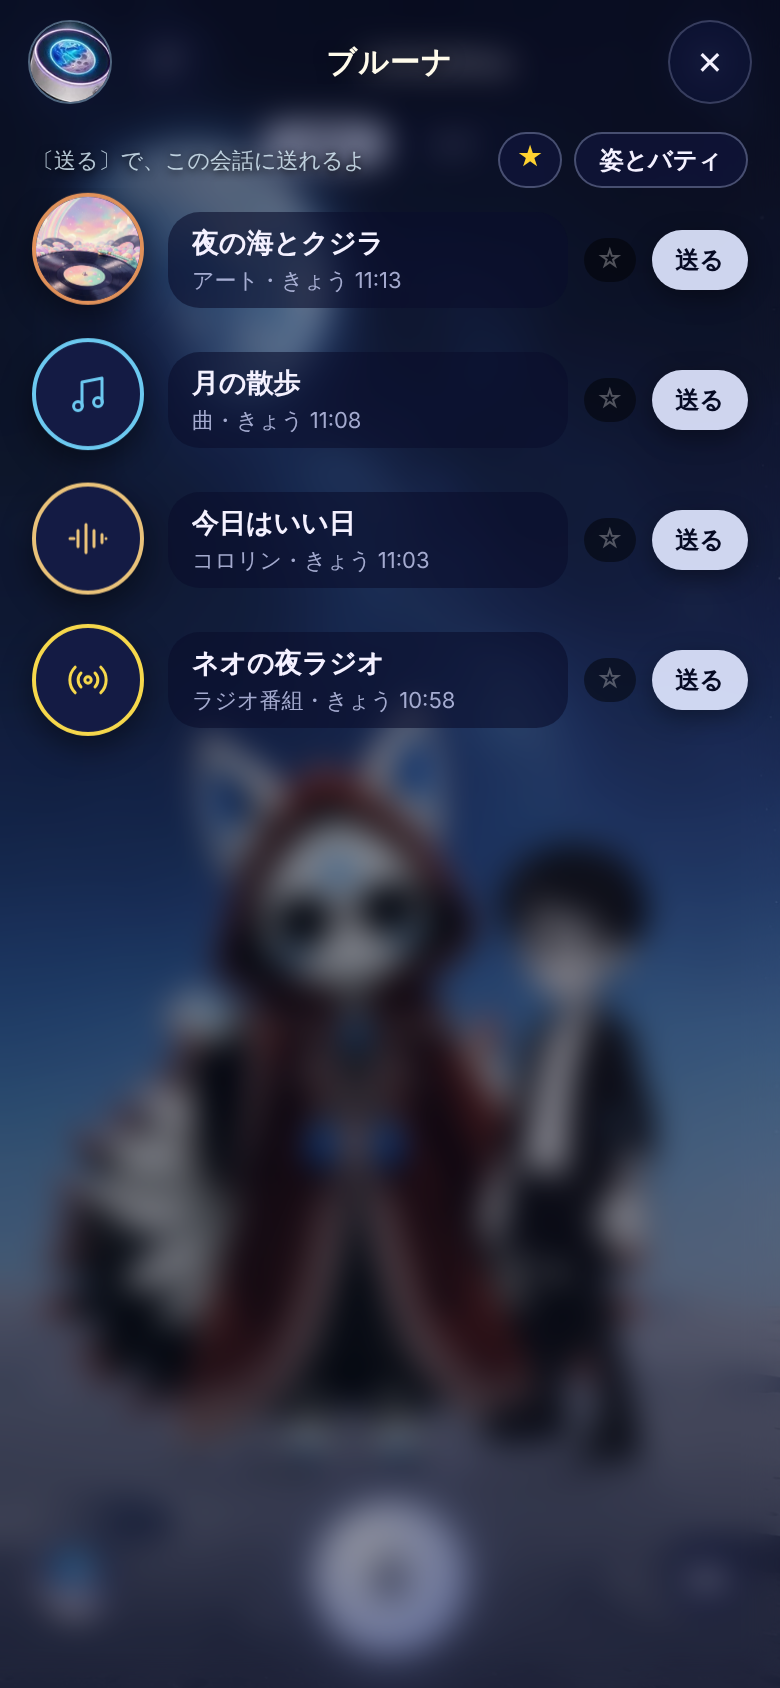 ブルーナ
〔送る〕で、この会話に送れるよ
★ 姿とバディ
夜の海とクジラ
アート・きょう 11:13
送る
月の散歩
曲・きょう 11:08
送る
今日はいい日
コロリン・きょう 11:03
送る
ネオの夜ラジオ
ラジオ番組・きょう 10:58
送る